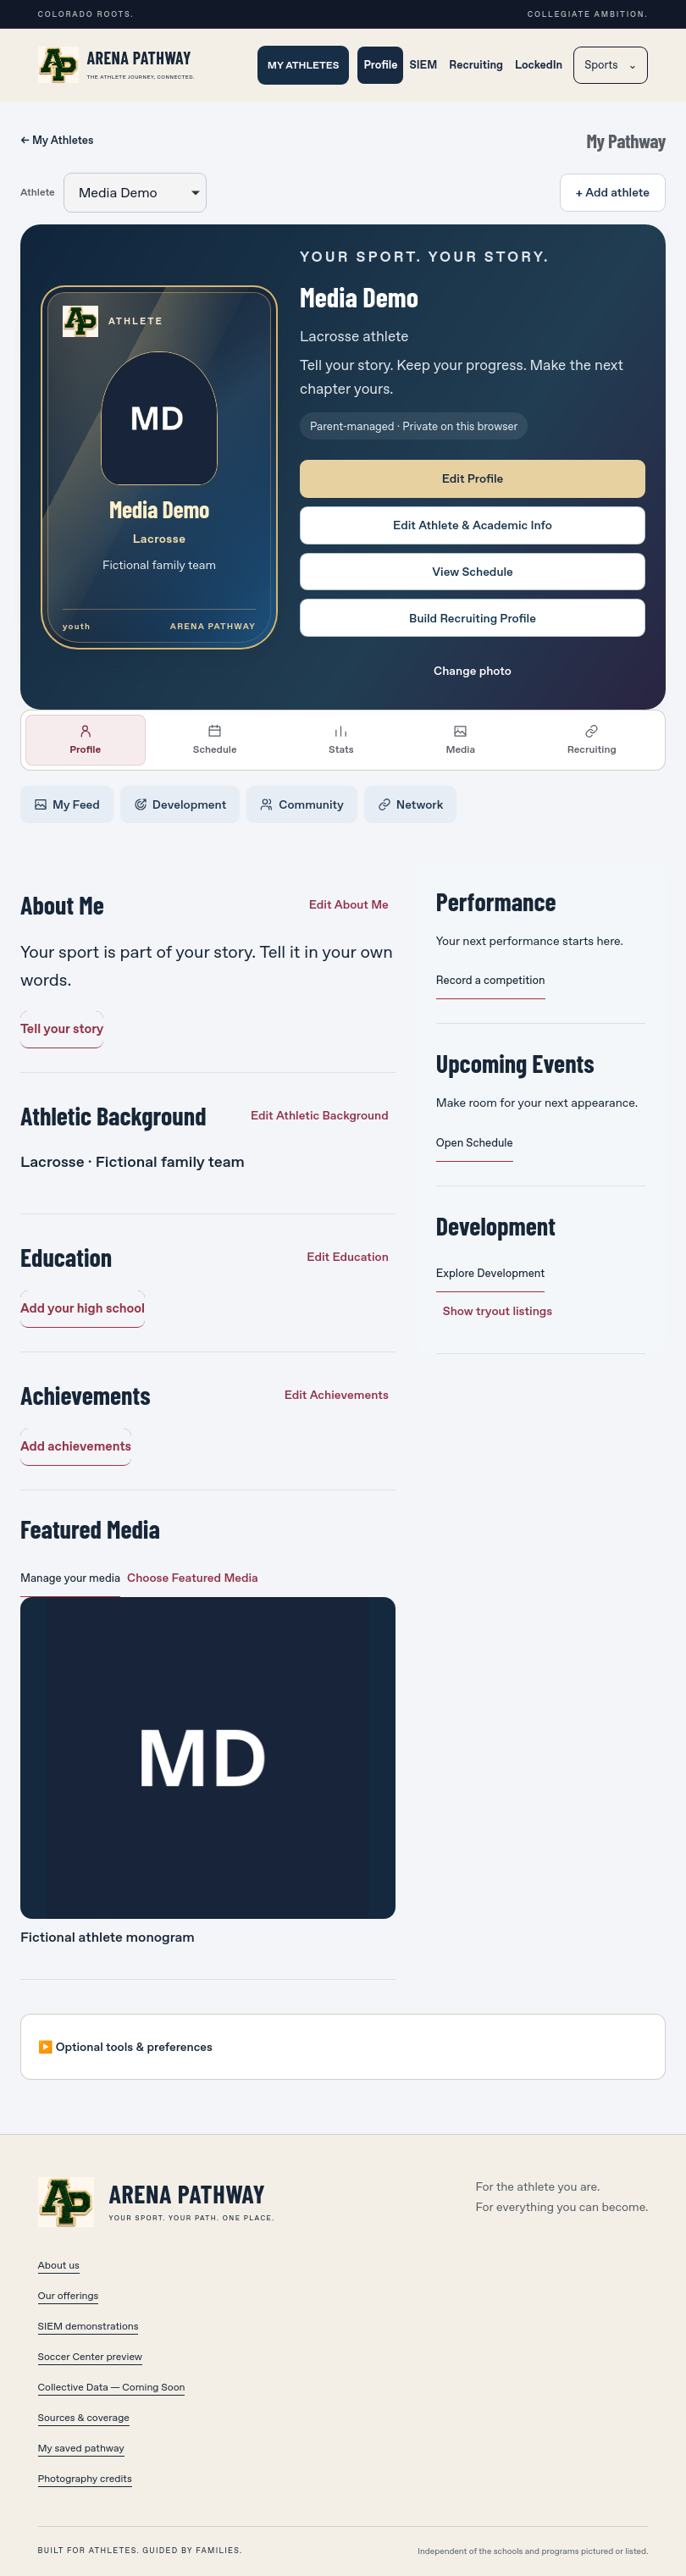 COLORADO ROOTS.
COLLEGIATE AMBITION.
AP
ARENA PATHWAY
THE ATHLETE JOURNEY, CONNECTED.
MY ATHLETES
Profile
SIEM
Recruiting
LockedIn
Sports
← My Athletes
My Pathway
Athlete
Media Demo
+ Add athlete
YOUR SPORT. YOUR STORY.
Media Demo
Lacrosse athlete
Tell your story. Keep your progress. Make the next
chapter yours.
Parent-managed · Private on this browser
Edit Profile
Edit Athlete & Academic Info
View Schedule
Build Recruiting Profile
Change photo
AP
ATHLETE
MD
Media Demo
Lacrosse
Fictional family team
youth
ARENA PATHWAY
Profile
Schedule
Stats
Media
Recruiting
My Feed
Development
Community
Network
About Me
Edit About Me
Your sport is part of your story. Tell it in your own
words.
Tell your story
Athletic Background
Edit Athletic Background
Lacrosse · Fictional family team
Education
Edit Education
Add your high school
Achievements
Edit Achievements
Add achievements
Featured Media
Manage your media
Choose Featured Media
MD
Fictional athlete monogram
Performance
Your next performance starts here.
Record a competition
Upcoming Events
Make room for your next appearance.
Open Schedule
Development
Explore Development
Show tryout listings
Optional tools & preferences
AP
ARENA PATHWAY
YOUR SPORT. YOUR PATH. ONE PLACE.
For the athlete you are.
For everything you can become.
About us
Our offerings
SIEM demonstrations
Soccer Center preview
Collective Data — Coming Soon
Sources & coverage
My saved pathway
Photography credits
BUILT FOR ATHLETES. GUIDED BY FAMILIES.
Independent of the schools and programs pictured or listed.